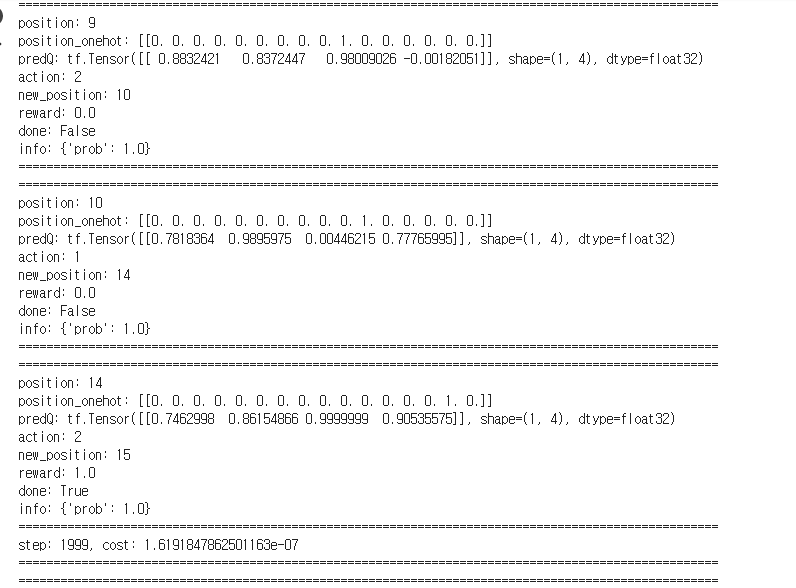 ================================================================================
position: 9
position_onehot: [[0. 0. 0. 0. 0. 0. 0. 0. 0. 1. 0. 0. 0. 0. 0. 0.]]
predQ: tf.Tensor([[ 0.8832421   0.8372447   0.98009026 -0.00182051]], shape=(1, 4), dtype=float32)
action: 2
new_position: 10
reward: 0.0
done: False
info: {'prob': 1.0}
================================================================================
================================================================================
position: 10
position_onehot: [[0. 0. 0. 0. 0. 0. 0. 0. 0. 0. 1. 0. 0. 0. 0. 0.]]
predQ: tf.Tensor([[0.7818364  0.9895975  0.00446215 0.77765995]], shape=(1, 4), dtype=float32)
action: 1
new_position: 14
reward: 0.0
done: False
info: {'prob': 1.0}
================================================================================
================================================================================
position: 14
position_onehot: [[0. 0. 0. 0. 0. 0. 0. 0. 0. 0. 0. 0. 0. 0. 1. 0.]]
predQ: tf.Tensor([[0.7462998  0.86154866 0.9999999  0.90535575]], shape=(1, 4), dtype=float32)
action: 2
new_position: 15
reward: 1.0
done: True
info: {'prob': 1.0}
================================================================================
step: 1999, cost: 1.6191847862501163e-07
================================================================================
================================================================================